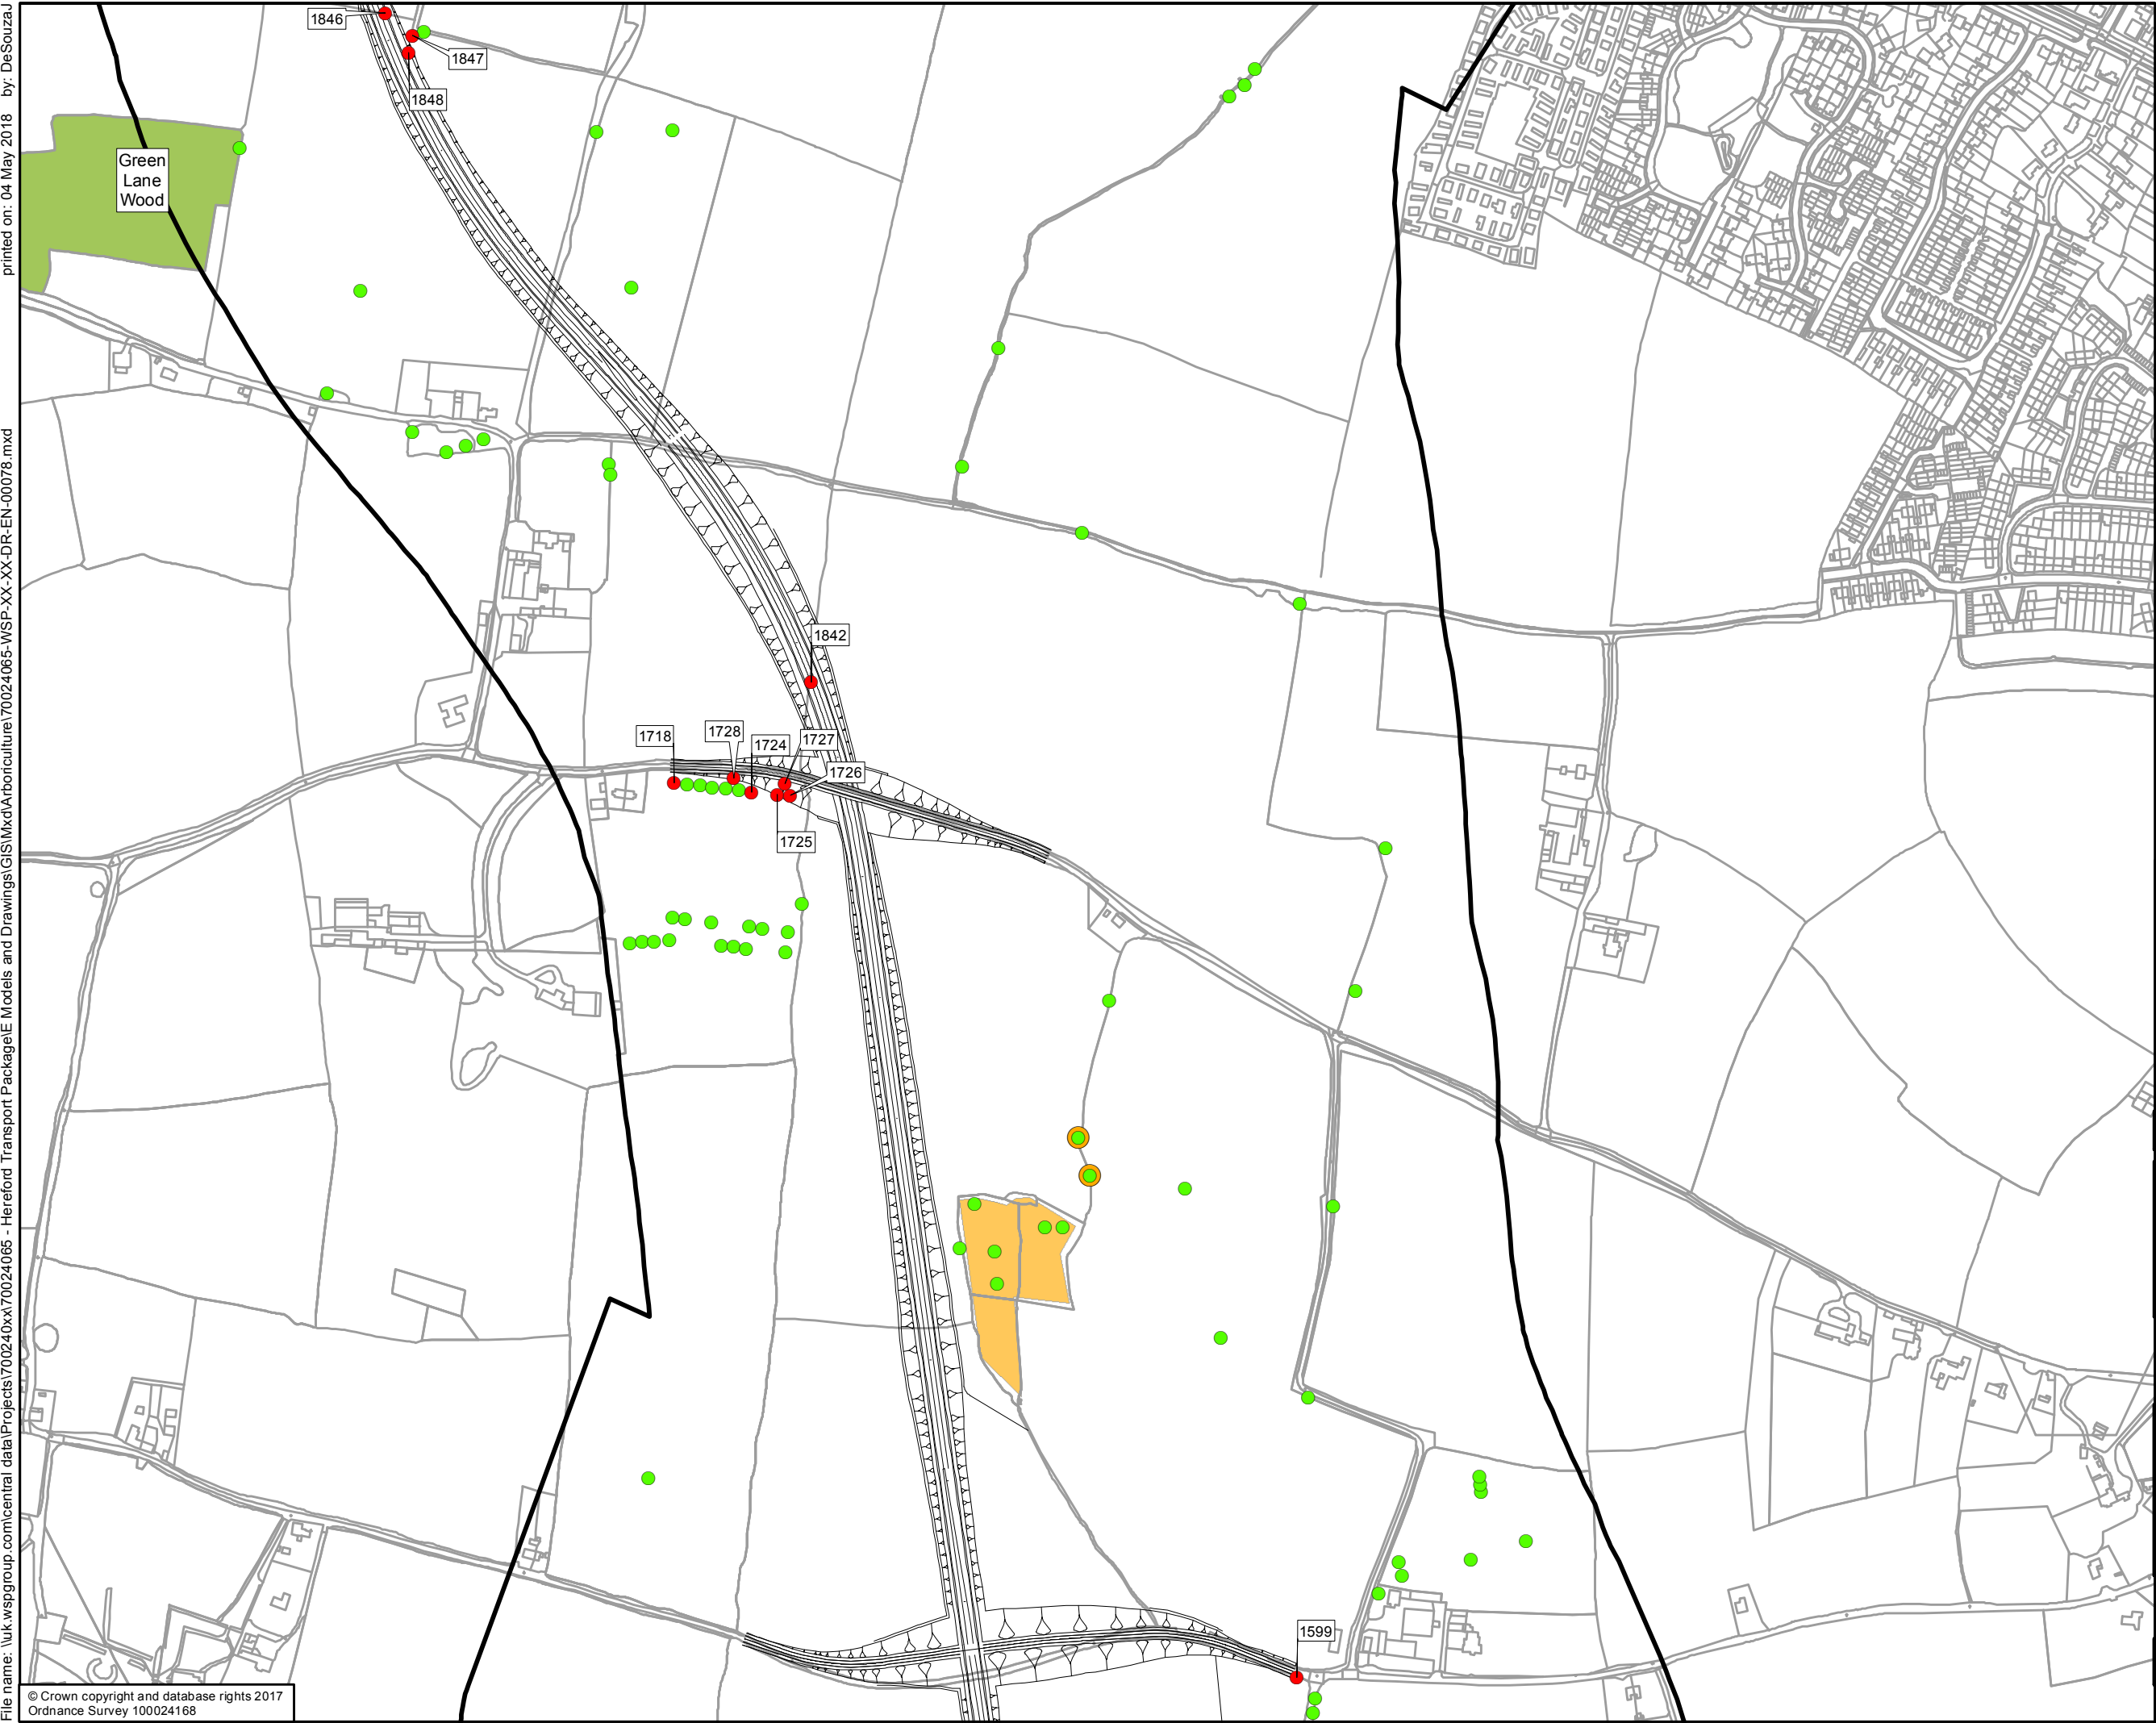 1846
1847
1848
Green
Lane
Wood
1842
1718
1728
1724
1727
1726
1725
1599
© Crown copyright and database rights 2017
Ordnance Survey 100024168
File name: \\uk.wspgroup.com\central data\Projects\700240xx\70024065 - Hereford Transport Package\E Models and Drawings\GIS\Mxd\Arboriculture\70024065-WSP-XX-XX-DR-EN-00078.mxd
printed on: 04 May 2018 by: DeSouzaJ